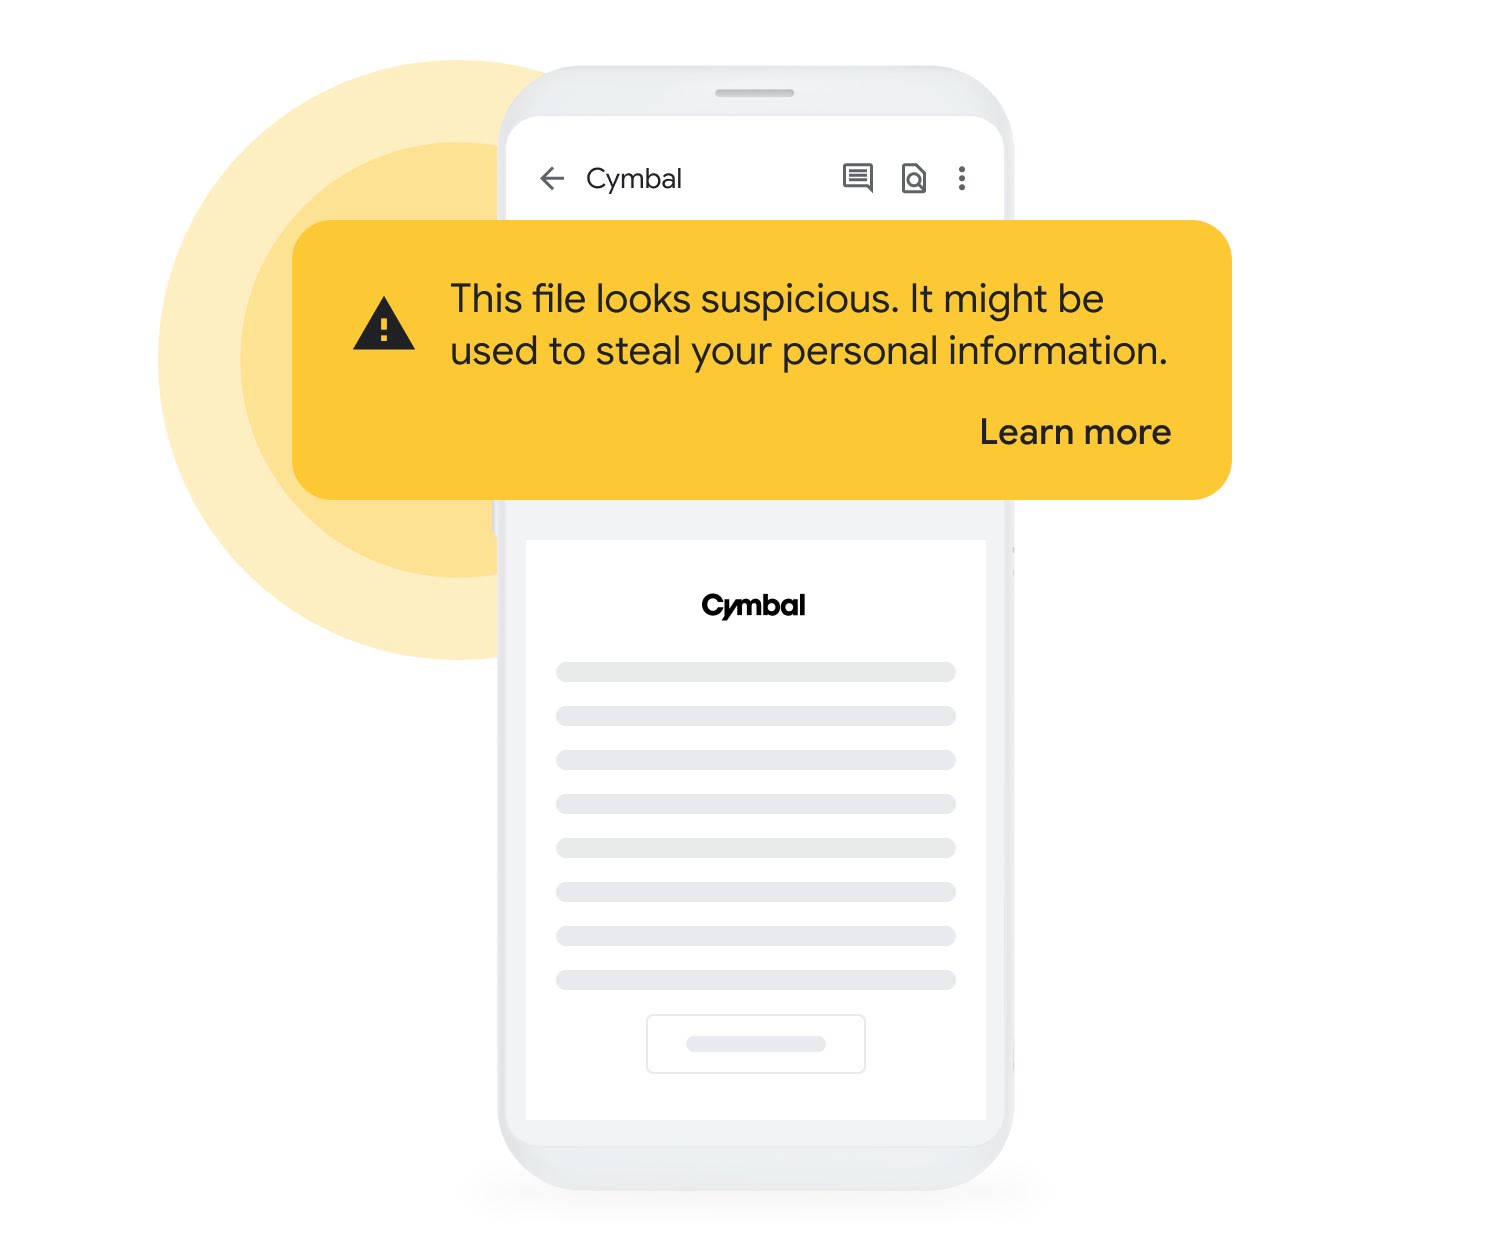 Cymbal
This file looks suspicious. It might be
used to steal your personal information.
Learn more
Cymbal